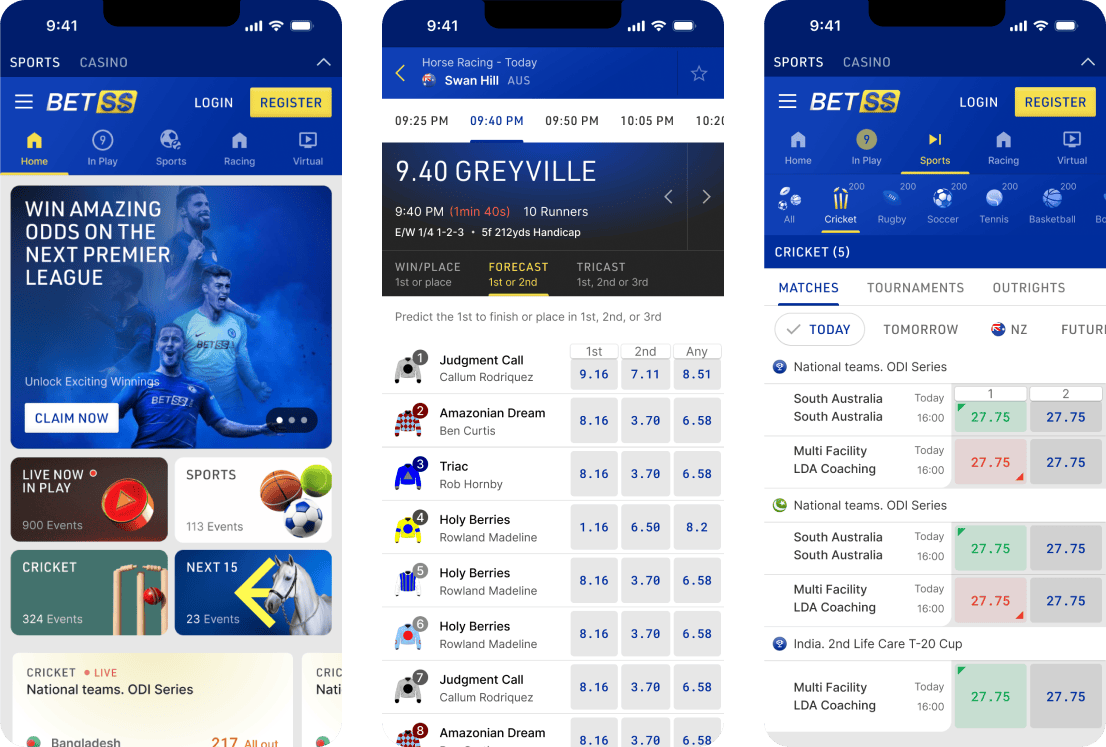 9:41
SPORTS CASINO
BETSS
LOGIN
REGISTER
Home
9
In Play
Sports
Racing
Virtual
WIN AMAZING
ODDS ON THE
NEXT PREMIER
LEAGUE
Unlock Exciting Winnings
CLAIM NOW
BETSS
BETSS
LIVE NOW
IN PLAY
900 Events
SPORTS
113 Events
CRICKET
324 Events
NEXT 15
23 Events
CRICKET • LIVE
National teams. ODI Series
Bangladesh
217 All out
CRIC
Nati
9:41
Horse Racing - Today
Swan Hill AUS
09:25 PM 09:40 PM 09:50 PM 10:05 PM 10:20
9.40 GREYVILLE
9:40 PM (1min 40s) 10 Runners
E/W 1/4 1-2-3 • 5f 212yds Handicap
WIN/PLACE FORECAST TRICAST
1st or place 1st or 2nd 1st, 2nd or 3rd
Predict the 1st to finish or place in 1st, 2nd, or 3rd
1st 2nd Any
1 Judgment Call
Callum Rodriquez
9.16 7.11 8.51
2 Amazonian Dream
Ben Curtis
8.16 3.70 6.58
3 Triac
Rob Hornby
8.16 3.70 6.58
4 Holy Berries
Rowland Madeline
1.16 6.50 8.2
5 Holy Berries
Rowland Madeline
8.16 3.70 6.58
6 Holy Berries
Rowland Madeline
8.16 3.70 6.58
7 Judgment Call
Callum Rodriquez
8.16 3.70 6.58
8 Amazonian Dream
8.16 3.70 6.58
9:41
SPORTS CASINO
BETSS
LOGIN
REGISTER
Home
9
In Play
Sports
Racing
Virtual
200 200 200 200 200
All Cricket Rugby Soccer Tennis Basketball Bo
CRICKET (5)
MATCHES TOURNAMENTS OUTRIGHTS
TODAY TOMORROW NZ FUTUR
National teams. ODI Series
1 2
South Australia Today
South Australia 16:00
27.75 27.75
Multi Facility Today
LDA Coaching 16:00
27.75 27.75
National teams. ODI Series
South Australia Today
South Australia 16:00
27.75 27.75
Multi Facility Today
LDA Coaching 16:00
27.75 27.75
India. 2nd Life Care T-20 Cup
Multi Facility Today
LDA Coaching 16:00
27.75 27.75